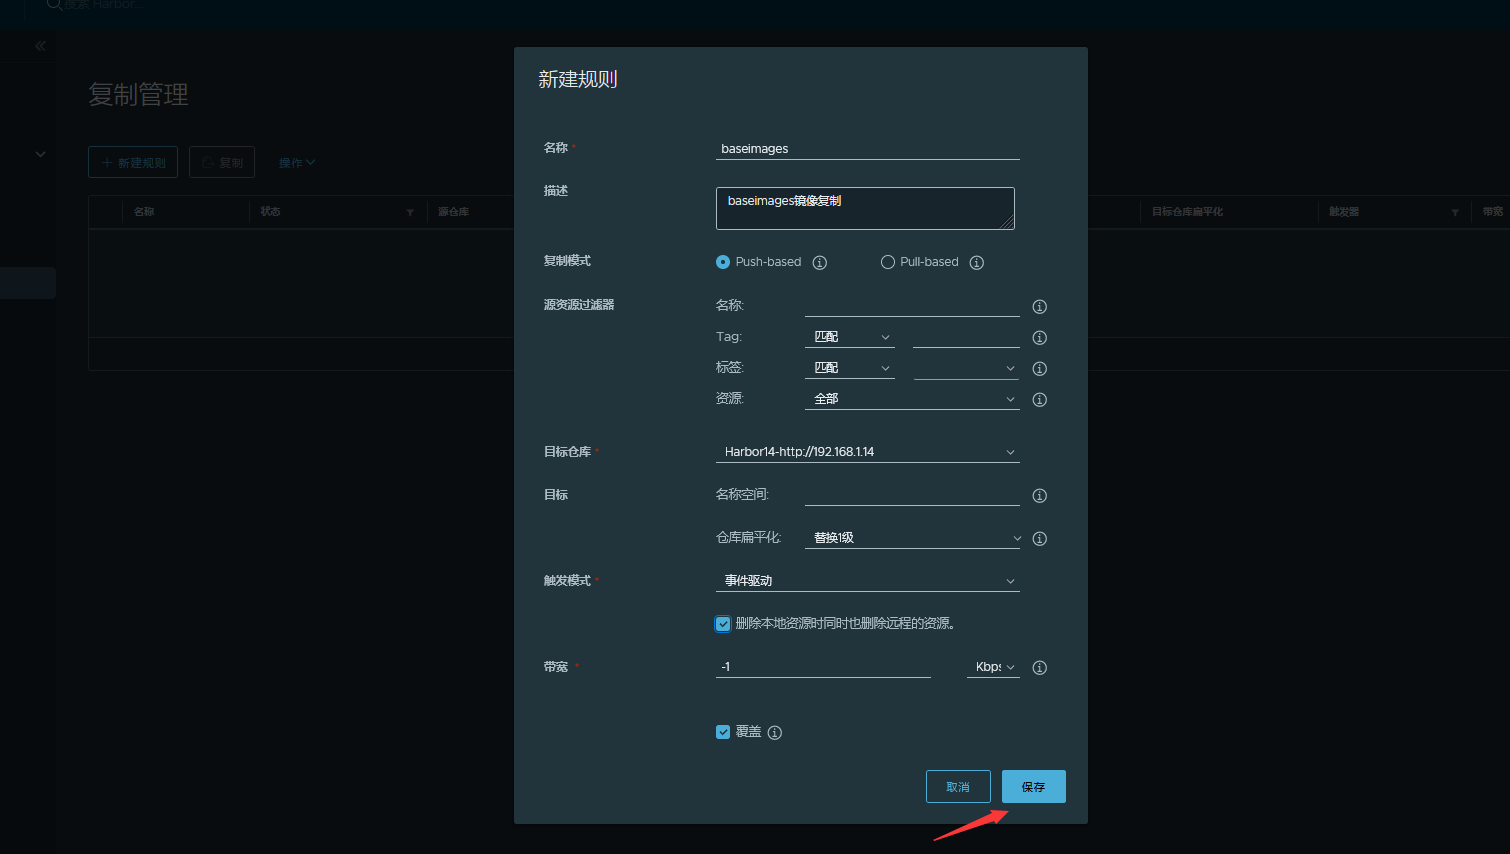 搜索 Harbor...
复制管理
新建规则
复制
操作
名称
状态
源仓库
目标仓库扁平化
触发器
带宽
新建规则
名称 *
baseimages
描述
baseimages镜像复制
复制模式
Push-based
Pull-based
源资源过滤器
名称:
Tag:
匹配
标签:
匹配
资源:
全部
目标仓库 *
Harbor14-http://192.168.1.14
目标
名称空间:
仓库扁平化:
替换1级
触发模式 *
事件驱动
删除本地资源时同时也删除远程的资源。
带宽 *
-1
Kbps
覆盖
取消
保存